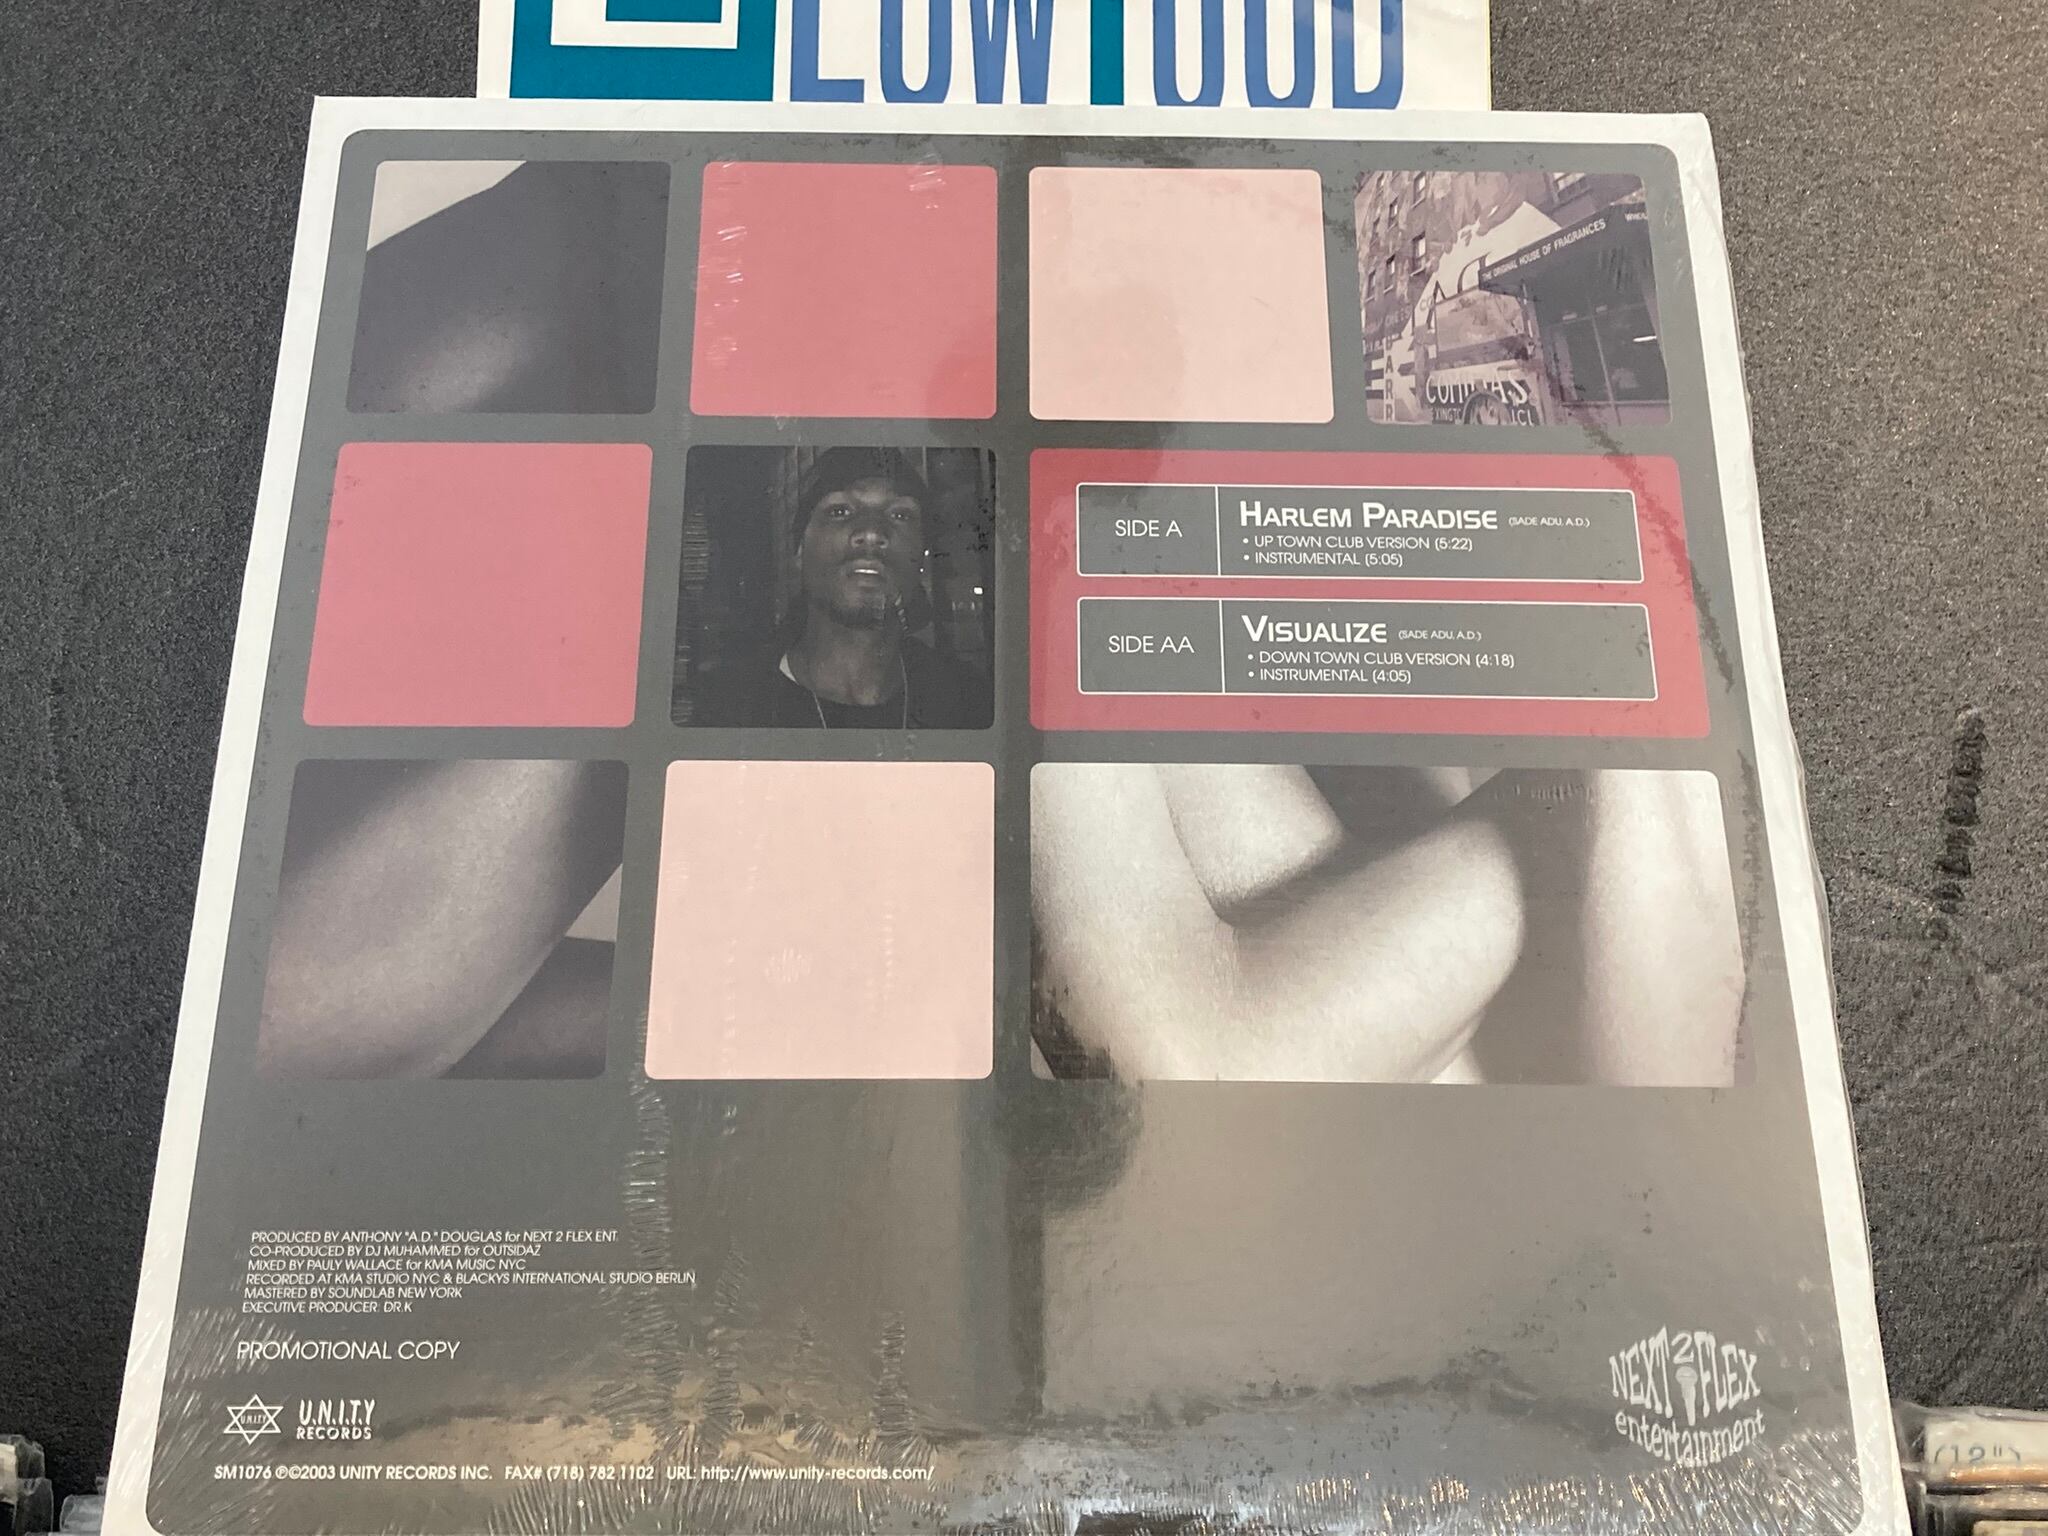 THE ORIGINAL HOUSE OF FRAGRANCES
SIDE A
HARLEM PARADISE (SADE ADU, A.D.)
• UP TOWN CLUB VERSION (5:22)
• INSTRUMENTAL (5:05)
SIDE AA
VISUALIZE (SADE ADU, A.D.)
• DOWN TOWN CLUB VERSION (4:18)
• INSTRUMENTAL (4:05)
PRODUCED BY ANTHONY "A.D." DOUGLAS for NEXT 2 FLEX ENT.
CO-PRODUCED BY DJ MUHAMMED for OUTSIDAZ
MIXED BY PAULY WALLACE for KMA MUSIC NYC
RECORDED AT KMA STUDIO NYC & BLACKYS INTERNATIONAL STUDIO BERLIN
MASTERED BY SOUNDLAB NEW YORK
EXECUTIVE PRODUCER: DR.K
PROMOTIONAL COPY
U.N.I.T.Y
U.N.I.T.Y
RECORDS
NEXT 2 FLEX
entertainment
SM1076 ℗©2003 UNITY RECORDS INC. FAX# (718) 782 1102 URL: http://www.unity-records.com/
(12")